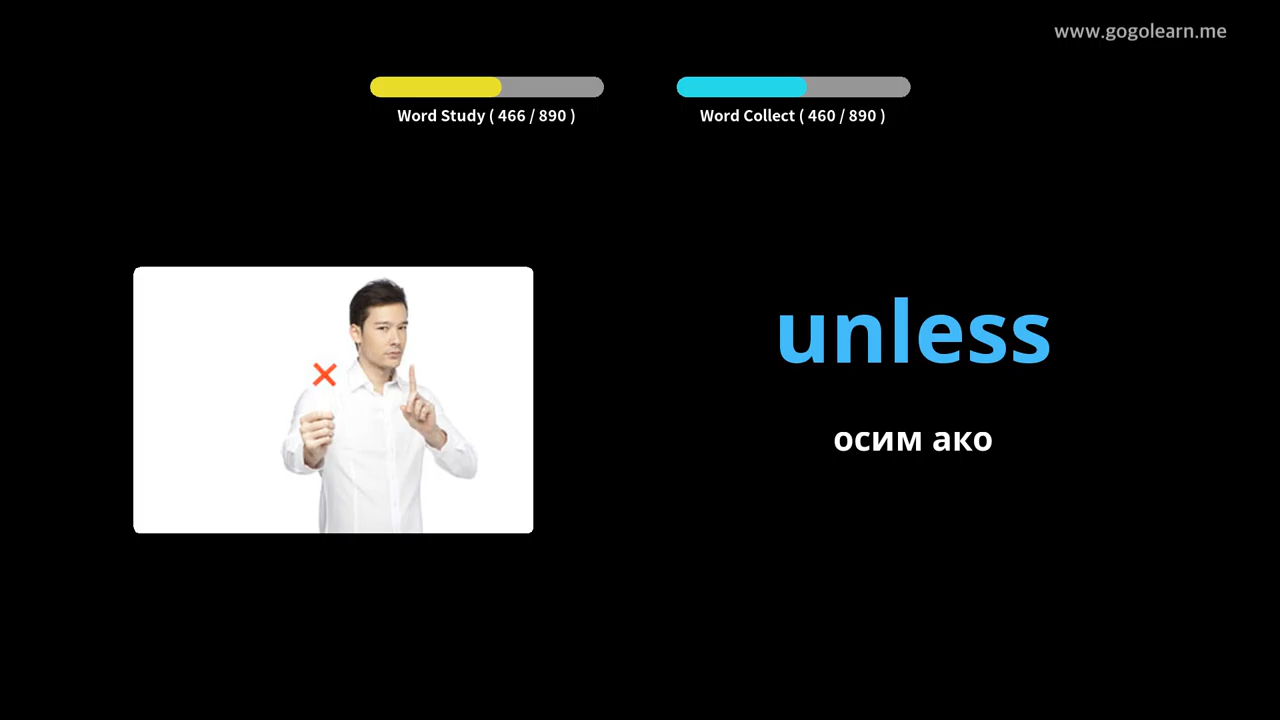 www.gogolearn.me
Word Study ( 466 / 890 )
Word Collect ( 460 / 890 )
unless
осим ако